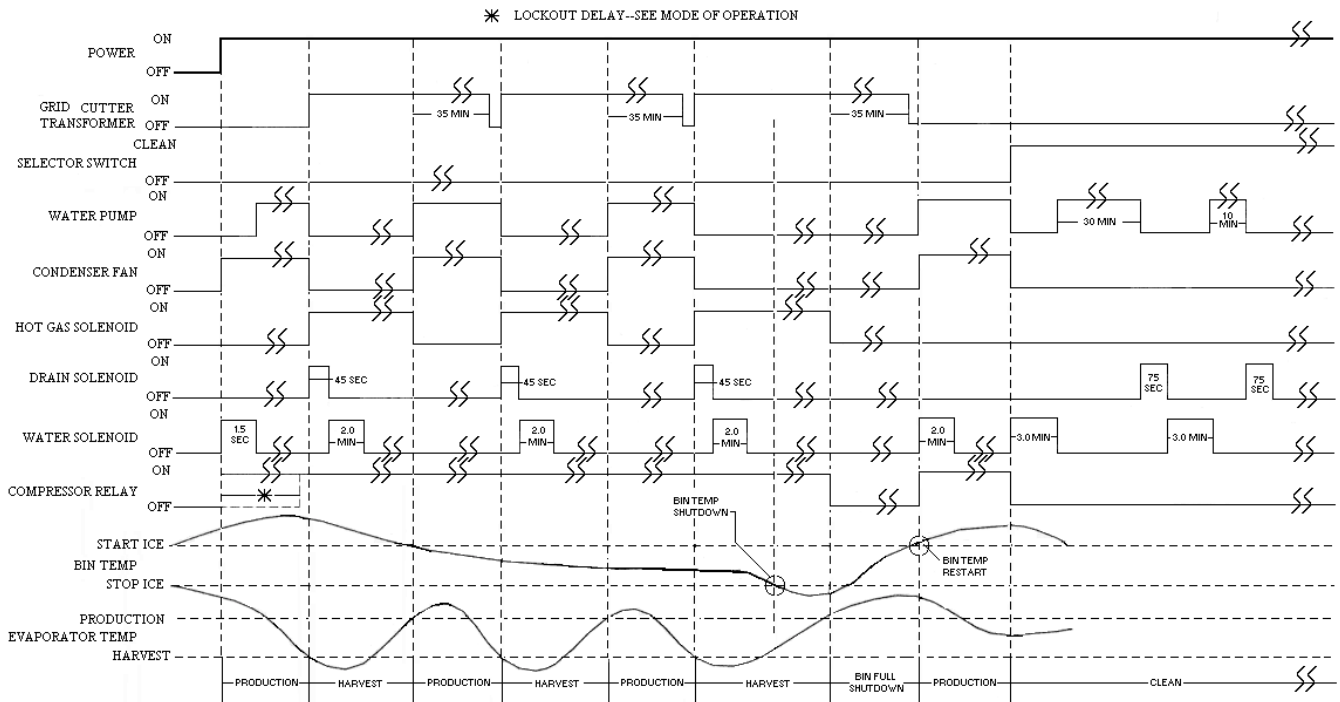 ✳ LOCKOUT DELAY--SEE MODE OF OPERATION
ON
POWER
OFF
ON
GRID CUTTER
TRANSFORMER
OFF
35 MIN
35 MIN
35 MIN
CLEAN
SELECTOR SWITCH
OFF
ON
WATER PUMP
OFF
30 MIN
10
MIN
ON
CONDENSER FAN
OFF
ON
HOT GAS SOLENOID
OFF
ON
DRAIN SOLENOID
OFF
45 SEC
45 SEC
45 SEC
75
SEC
75
SEC
ON
WATER SOLENOID
OFF
1.5
SEC
2.0
MIN
2.0
MIN
2.0
MIN
2.0
MIN
3.0 MIN
3.0 MIN
ON
COMPRESSOR RELAY
OFF
✳
BIN TEMP
SHUTDOWN
START ICE
BIN TEMP
STOP ICE
BIN TEMP
RESTART
PRODUCTION
EVAPORATOR TEMP
HARVEST
PRODUCTION
HARVEST
PRODUCTION
HARVEST
PRODUCTION
HARVEST
BIN FULL
SHUTDOWN
PRODUCTION
CLEAN